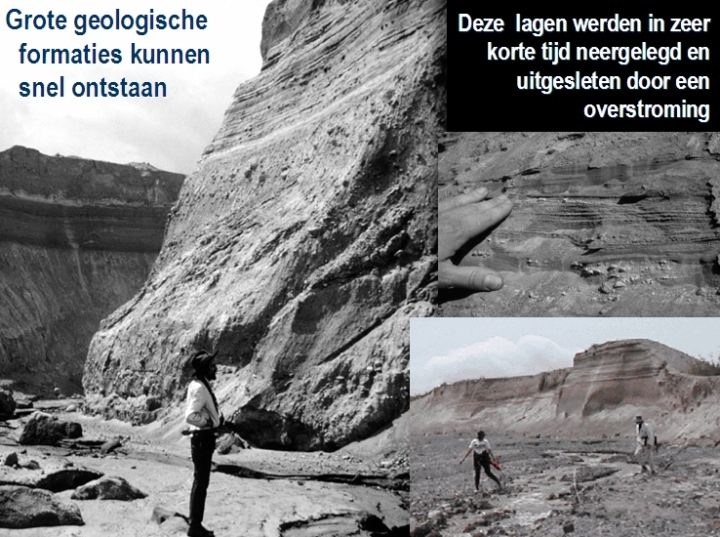 Grote geologische
formaties kunnen
snel ontstaan
Deze lagen werden in zeer
korte tijd neergelegd en
uitgesleten door een
overstroming